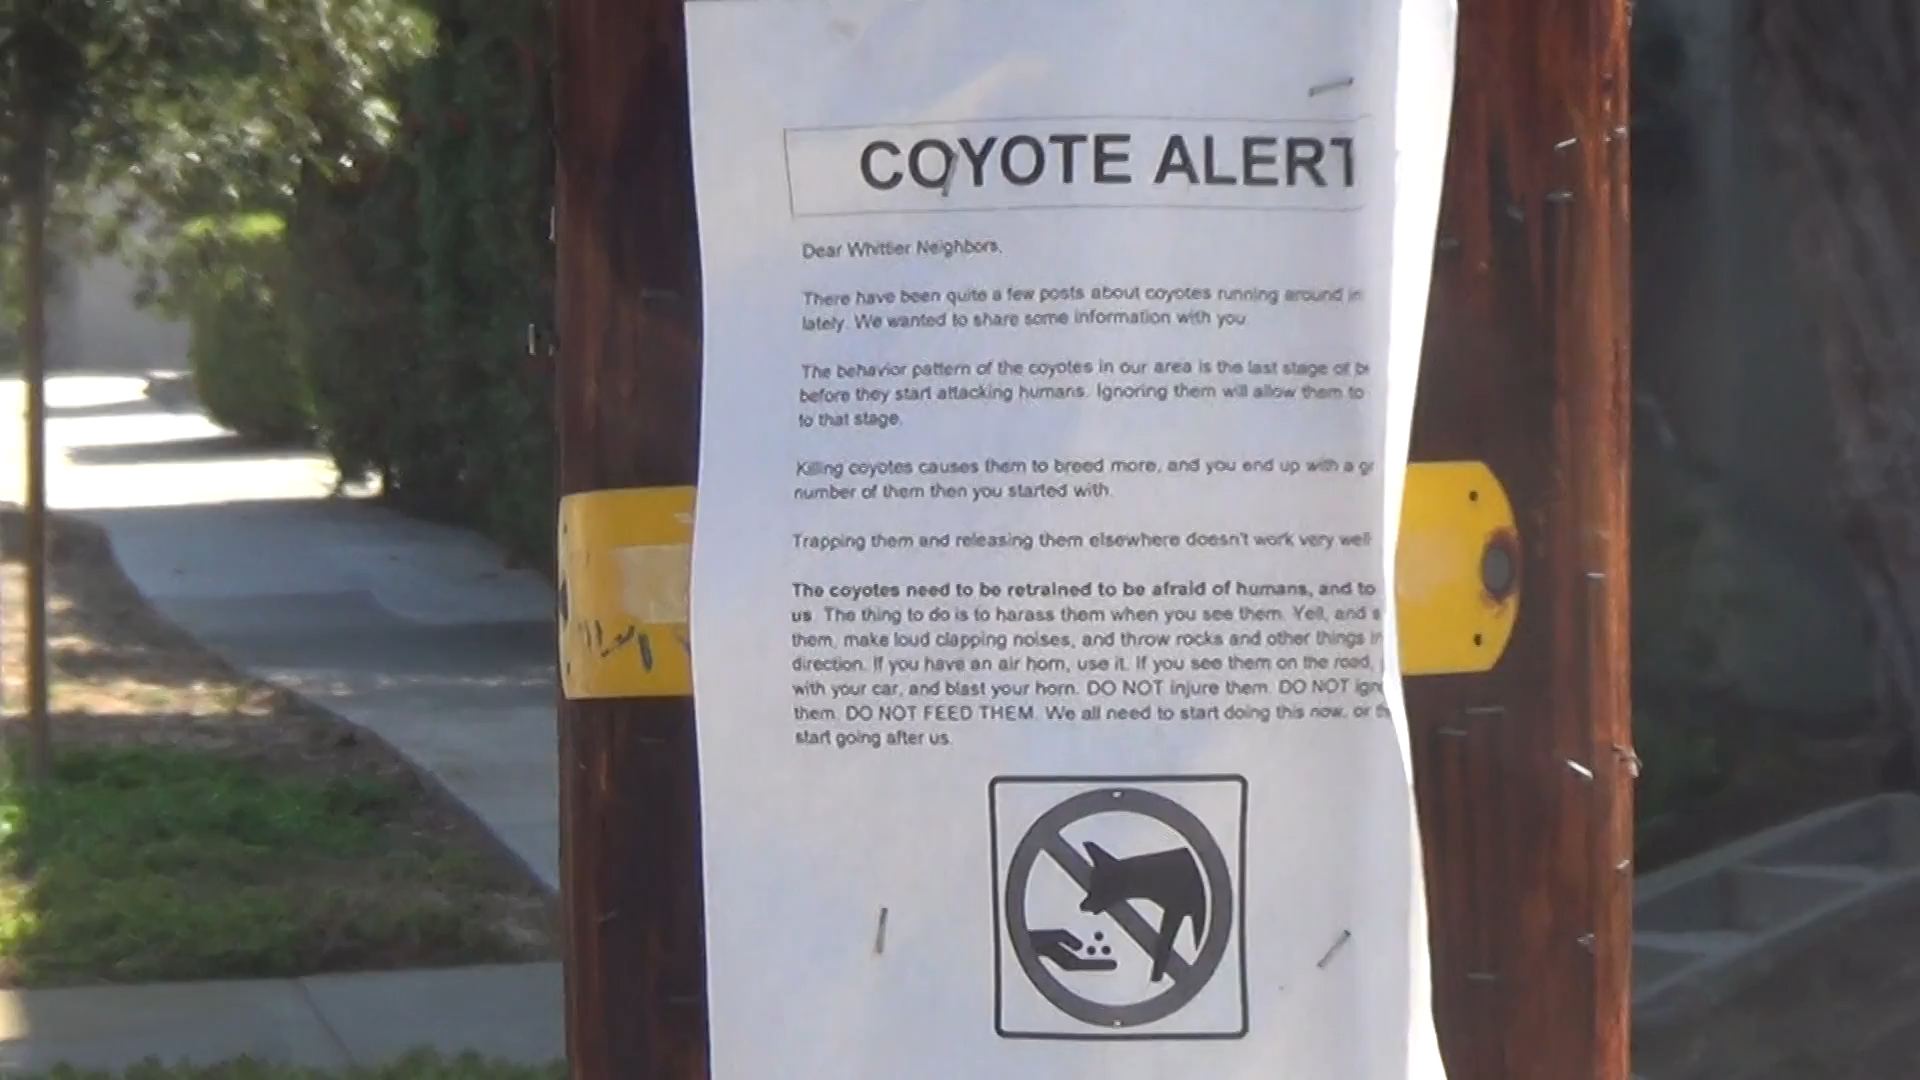 COYOTE ALERT
Dear Whittier Neighbors,
There have been quite a few posts about coyotes running around in
lately. We wanted to share some information with you.
The behavior pattern of the coyotes in our area is the last stage of
before they start attacking humans. Ignoring them will allow them to
to that stage.
Killing coyotes causes them to breed more, and you end up with a
number of them then you started with.
Trapping them and releasing them elsewhere doesn't work very well
The coyotes need to be retrained to be afraid of humans, and to
us. The thing to do is to harass them when you see them. Yell, and
them, make loud clapping noises, and throw rocks and other things
direction. If you have an air horn, use it. If you see them on the road,
with your car, and blast your horn. DO NOT injure them. DO NOT
them. DO NOT FEED THEM. We all need to start doing this now, or
start going after us.